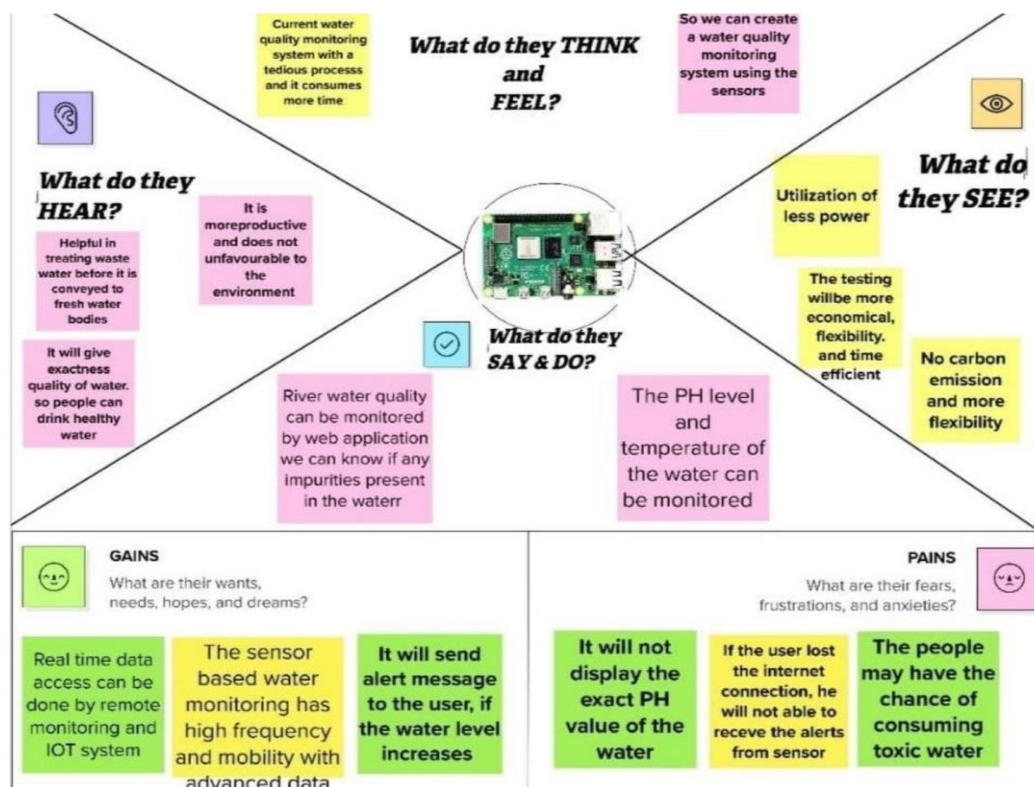 Current water
quality monitoring
system with a
tedious processs
and it consumes
more time
What do they THINK
and
FEEL?
So we can create
a water quality
monitoring
system using the
sensors
What do they
HEAR?
Helpful in
treating waste
water before it is
conveyed to
fresh water
bodies
It is
moreproductive
and does not
unfavourable to
the
environment
It will give
exactness
quality of water.
so people can
drink healthy
water
What do
they SEE?
Utilization of
less power
The testing
willbe more
economical,
flexibility.
and time
efficient
No carbon
emission
and more
flexibility
What do they
SAY & DO?
River water quality
can be monitored
by web application
we can know if any
impurities present
in the waterr
The PH level
and
temperature of
the water can
be monitored
GAINS
What are their wants,
needs, hopes, and dreams?
Real time data
access can be
done by remote
monitoring and
IOT system
The sensor
based water
monitoring has
high frequency
and mobility with
advanced data
It will send
alert message
to the user, if
the water level
increases
PAINS
What are their fears,
frustrations, and anxieties?
It will not
display the
exact PH
value of the
water
If the user lost
the internet
connection, he
will not able to
receve the alerts
from sensor
The people
may have the
chance of
consuming
toxic water